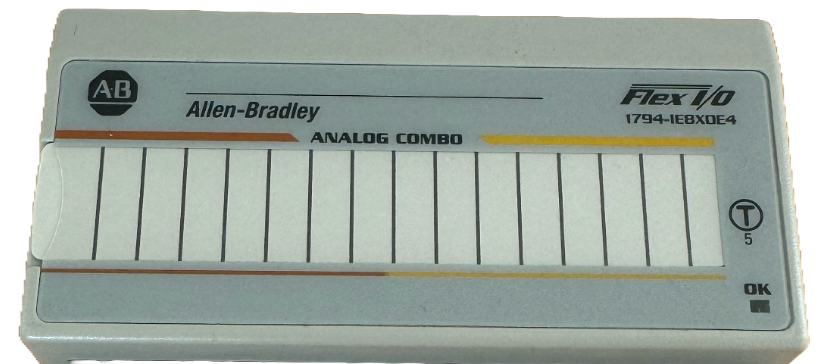 AB
Allen-Bradley
Flex I/O
1794-IE8XOE4
ANALOG COMBO
T
5
OK